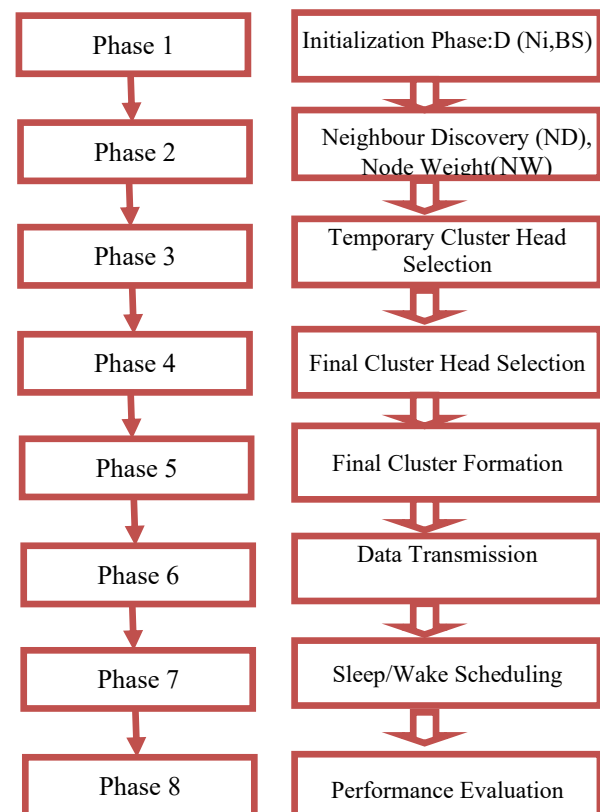 Phase 1
Initialization Phase:D (Ni,BS)
Phase 2
Neighbour Discovery (ND),
Node Weight(NW)
Phase 3
Temporary Cluster Head
Selection
Phase 4
Final Cluster Head Selection
Phase 5
Final Cluster Formation
Phase 6
Data Transmission
Phase 7
Sleep/Wake Scheduling
Phase 8
Performance Evaluation